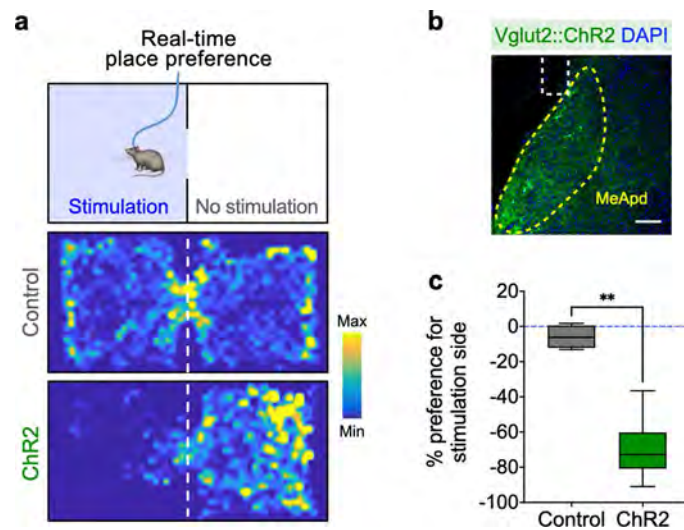 a
Real-time
place preference
Stimulation
No stimulation
Control
ChR2
Max
Min
b
Vglut2::ChR2 DAPI
MeApd
c
% preference for
stimulation side
20
0
-20
-40
-60
-80
-100
**
Control
ChR2